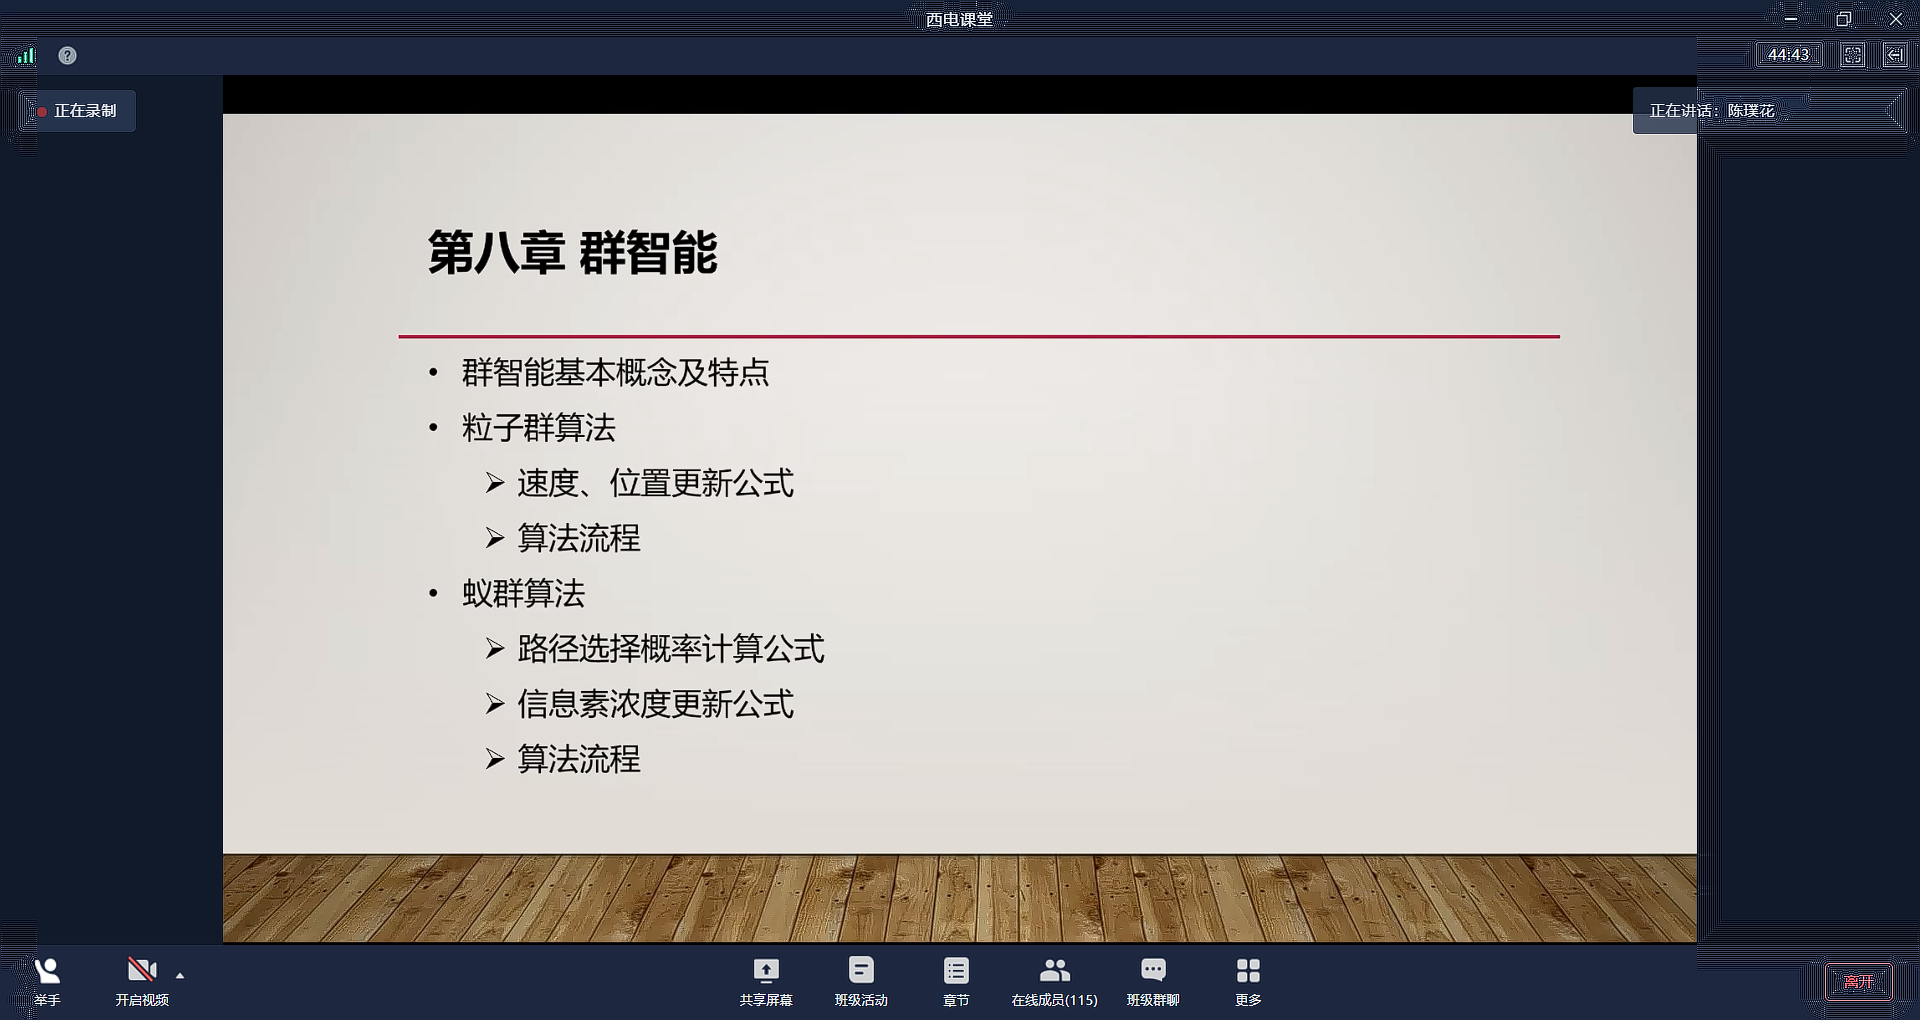 西电课堂
44:43
正在录制
正在讲话：陈璞花
第八章 群智能
• 群智能基本概念及特点
• 粒子群算法
➢ 速度、位置更新公式
➢ 算法流程
• 蚁群算法
➢ 路径选择概率计算公式
➢ 信息素浓度更新公式
➢ 算法流程
举手
开启视频
共享屏幕
班级活动
章节
在线成员(115)
班级群聊
更多
离开